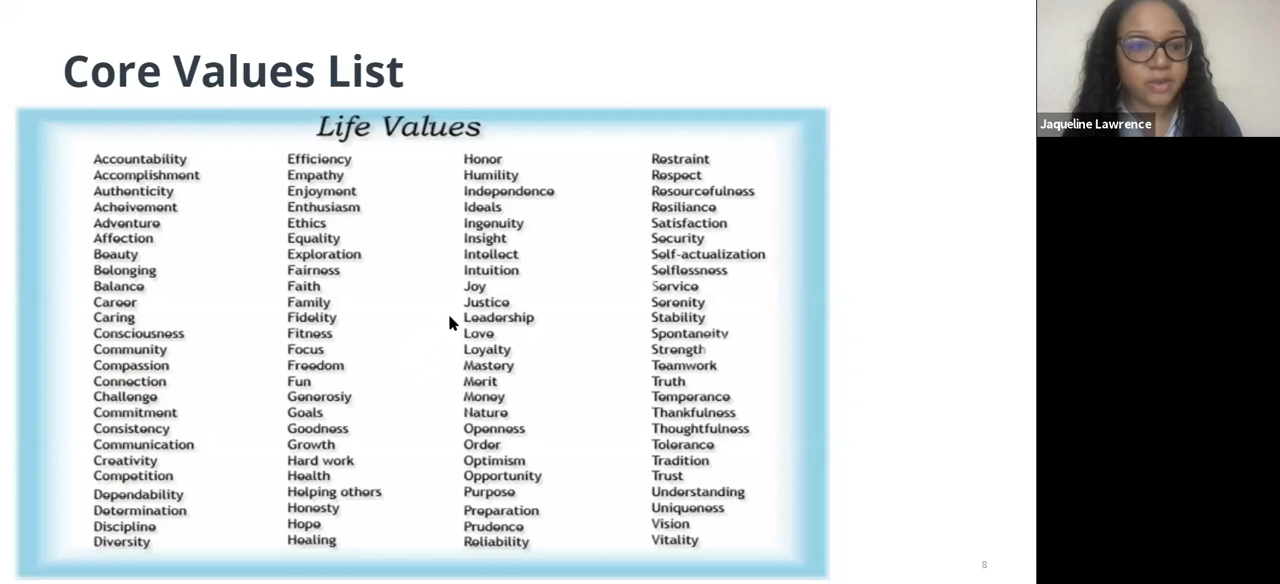 Core Values List
Life Values
Accountability
Accomplishment
Authenticity
Acheivement
Adventure
Affection
Beauty
Belonging
Balance
Career
Caring
Consciousness
Community
Compassion
Connection
Challenge
Commitment
Consistency
Communication
Creativity
Competition
Dependability
Determination
Discipline
Diversity
Efficiency
Empathy
Enjoyment
Enthusiasm
Ethics
Equality
Exploration
Fairness
Faith
Family
Fidelity
Fitness
Focus
Freedom
Fun
Generosiy
Goals
Goodness
Growth
Hard work
Health
Helping others
Honesty
Hope
Healing
Honor
Humility
Independence
Ideals
Ingenuity
Insight
Intellect
Intuition
Joy
Justice
Leadership
Love
Loyalty
Mastery
Merit
Money
Nature
Openness
Order
Optimism
Opportunity
Purpose
Preparation
Prudence
Reliability
Restraint
Respect
Resourcefulness
Resiliance
Satisfaction
Security
Self-actualization
Selflessness
Service
Serenity
Stability
Spontaneity
Strength
Teamwork
Truth
Temperance
Thankfulness
Thoughtfulness
Tolerance
Tradition
Trust
Understanding
Uniqueness
Vision
Vitality
8
Jaqueline Lawrence